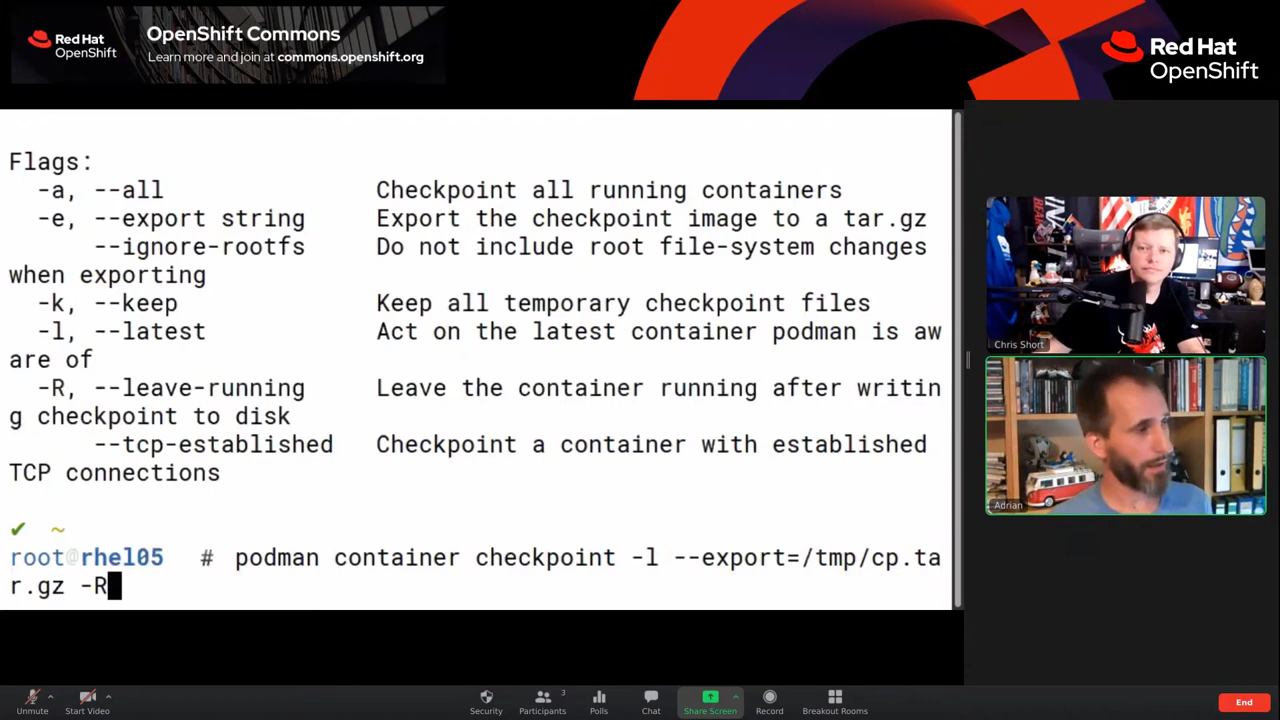 Red Hat
OpenShift
OpenShift Commons
Learn more and join at commons.openshift.org
Red Hat
OpenShift
Flags:
-a, --all Checkpoint all running containers
-e, --export string Export the checkpoint image to a tar.gz
--ignore-rootfs Do not include root file-system changes
when exporting
-k, --keep Keep all temporary checkpoint files
-l, --latest Act on the latest container podman is aw
are of
-R, --leave-running Leave the container running after writin
g checkpoint to disk
--tcp-established Checkpoint a container with established
TCP connections
✔ ~
root@rhel05 # podman container checkpoint -l --export=/tmp/cp.ta
r.gz -R
Chris Short
Adrian
Unmute
Start Video
Security
Participants 3
Polls
Chat
Share Screen
Record
Breakout Rooms
End